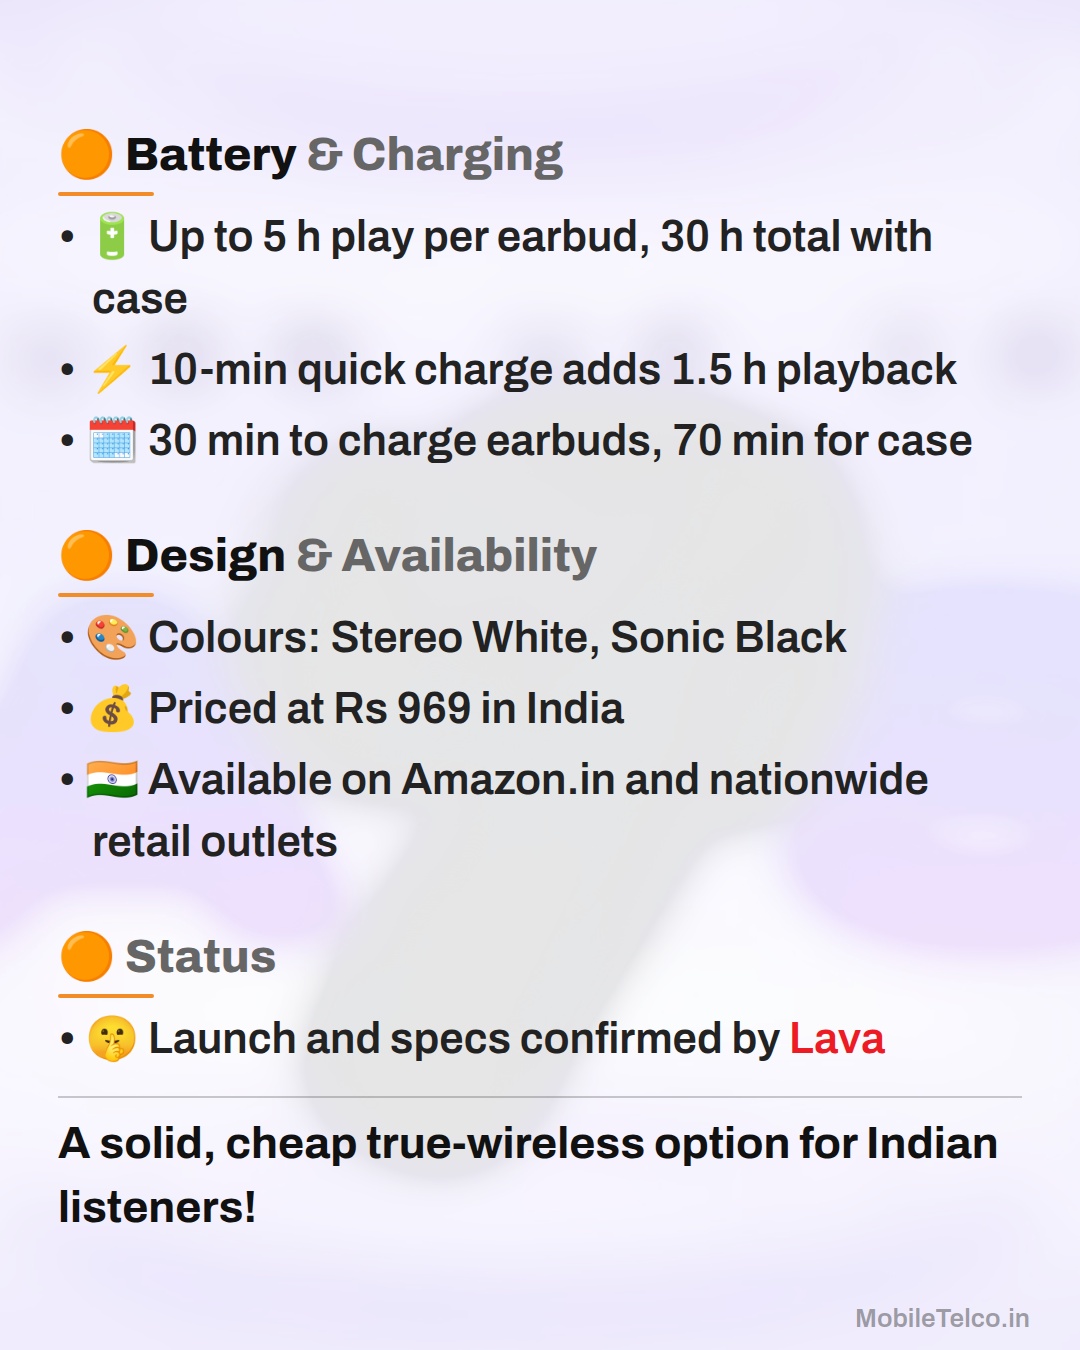 🟠 Battery & Charging
• 🔋 Up to 5 h play per earbud, 30 h total with
case
• ⚡ 10-min quick charge adds 1.5 h playback
• 🗓️ 30 min to charge earbuds, 70 min for case
🟠 Design & Availability
• 🎨 Colours: Stereo White, Sonic Black
• 💰 Priced at Rs 969 in India
• 🇮🇳 Available on Amazon.in and nationwide
retail outlets
🟠 Status
• 🤫 Launch and specs confirmed by Lava
A solid, cheap true-wireless option for Indian
listeners!
MobileTelco.in